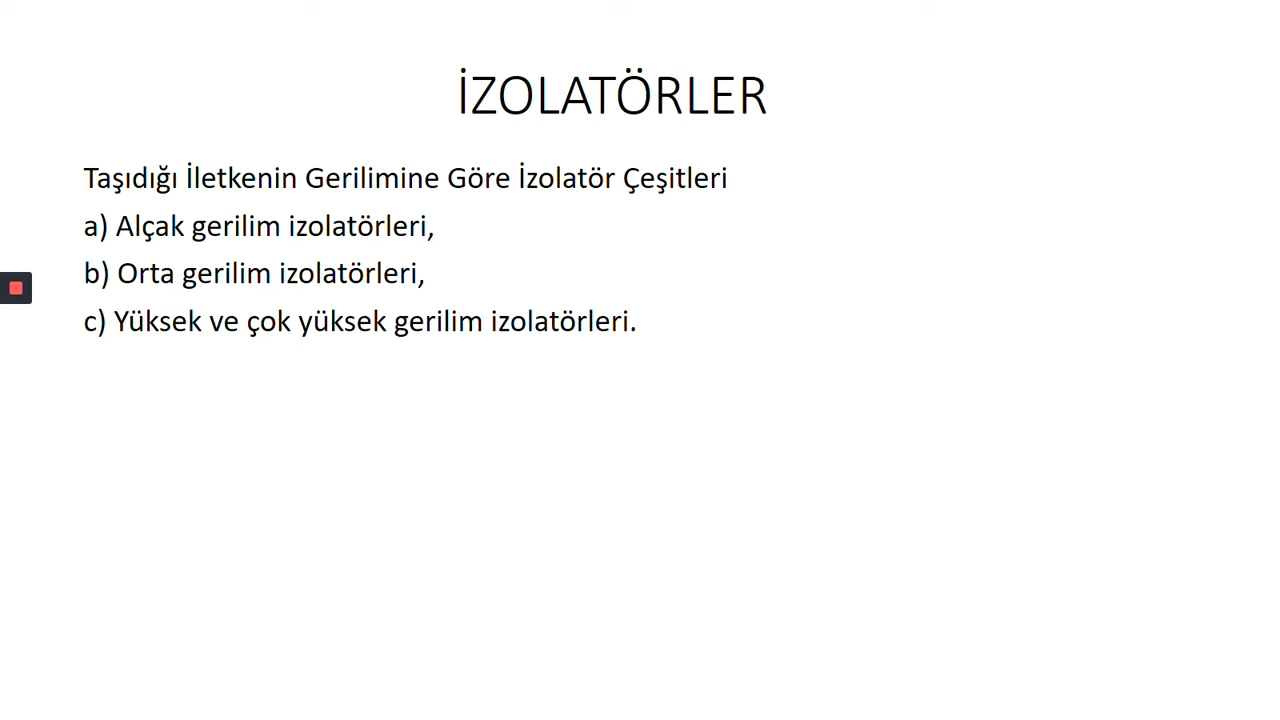 İZOLATÖRLER
Taşıdığı İletkenin Gerilimine Göre İzolatör Çeşitleri
a) Alçak gerilim izolatörleri,
b) Orta gerilim izolatörleri,
c) Yüksek ve çok yüksek gerilim izolatörleri.